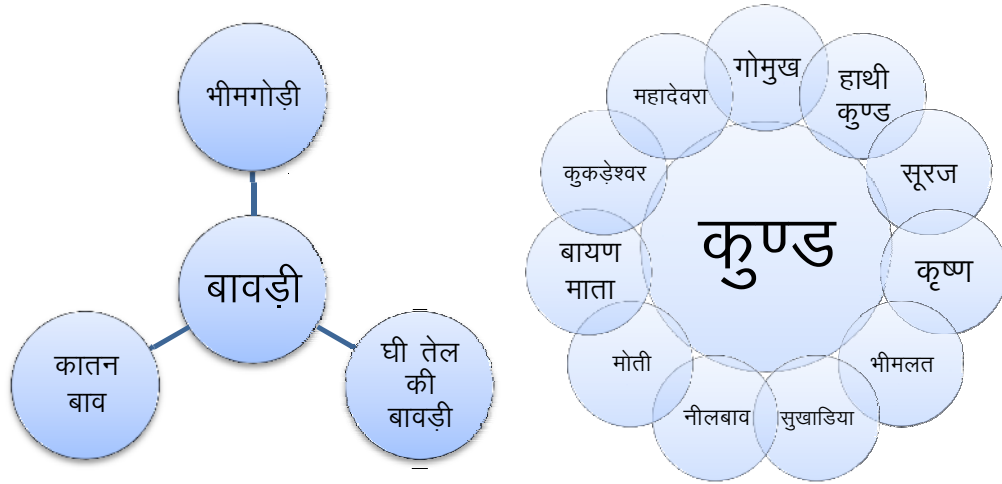 भीमगोड़ी
बावड़ी
कातन
बाव
घी तेल
की
बावड़ी
गोमुख
हाथी
कुण्ड
सूरज
कृष्ण
भीमलत
सुखाडिया
नीलबाव
मोती
बायण
माता
कुकड़ेश्वर
महादेवरा
कुण्ड